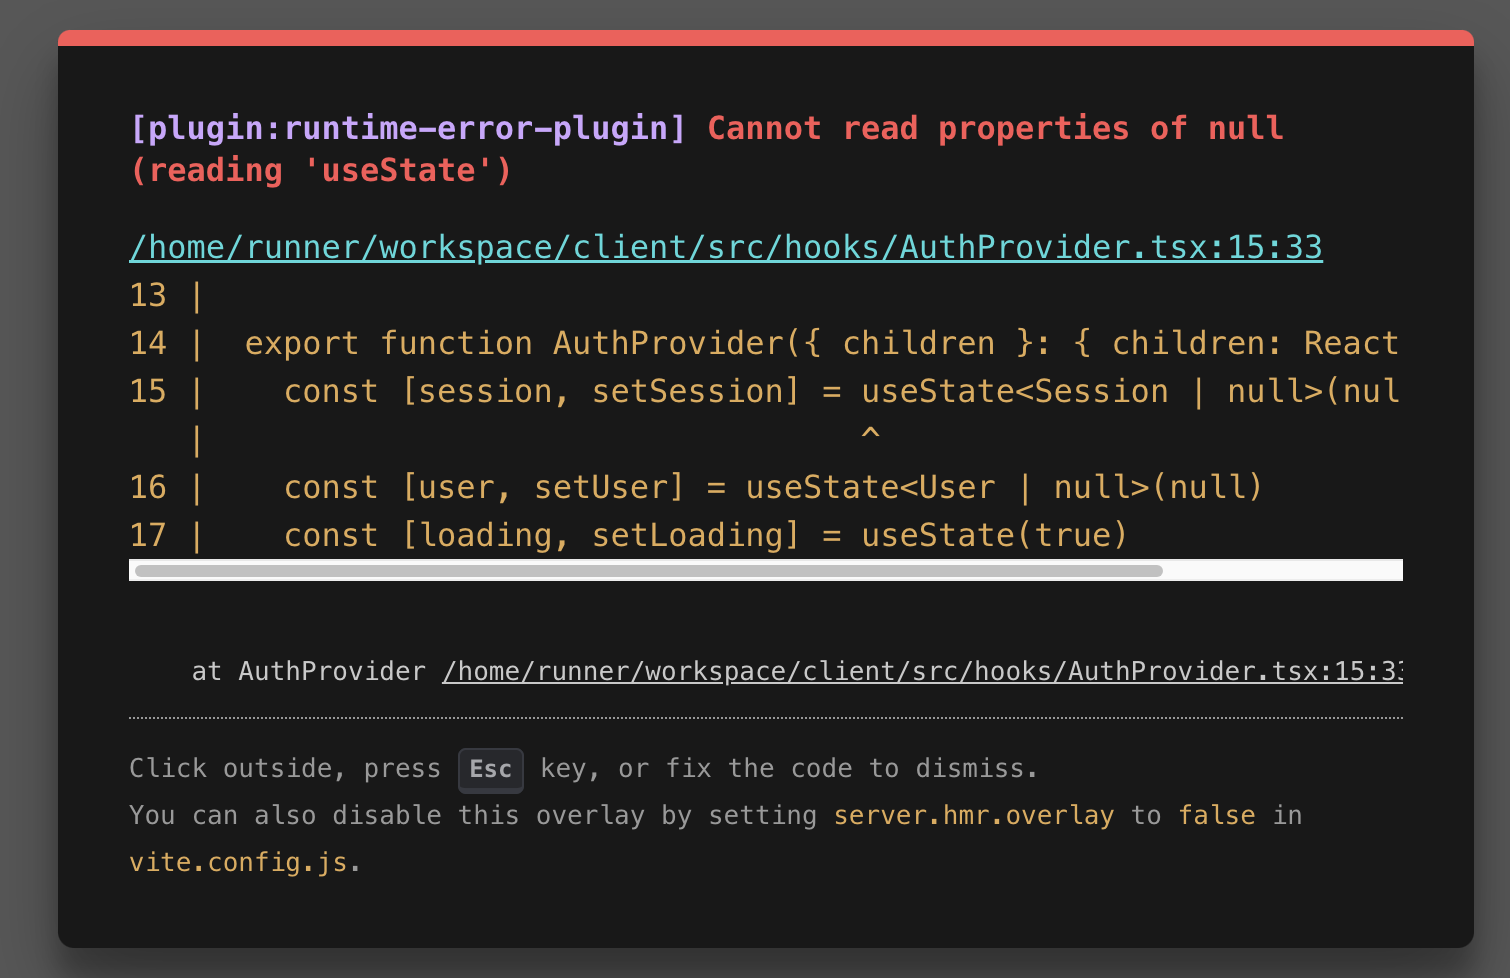 [plugin:runtime-error-plugin] Cannot read properties of null
(reading 'useState')
/home/runner/workspace/client/src/hooks/AuthProvider.tsx:15:33
13 |
14 |  export function AuthProvider({ children }: { children: React
15 |    const [session, setSession] = useState<Session | null>(nul
   |                                  ^
16 |    const [user, setUser] = useState<User | null>(null)
17 |    const [loading, setLoading] = useState(true)
at AuthProvider /home/runner/workspace/client/src/hooks/AuthProvider.tsx:15:33
Click outside, press Esc key, or fix the code to dismiss.
You can also disable this overlay by setting server.hmr.overlay to false in
vite.config.js.